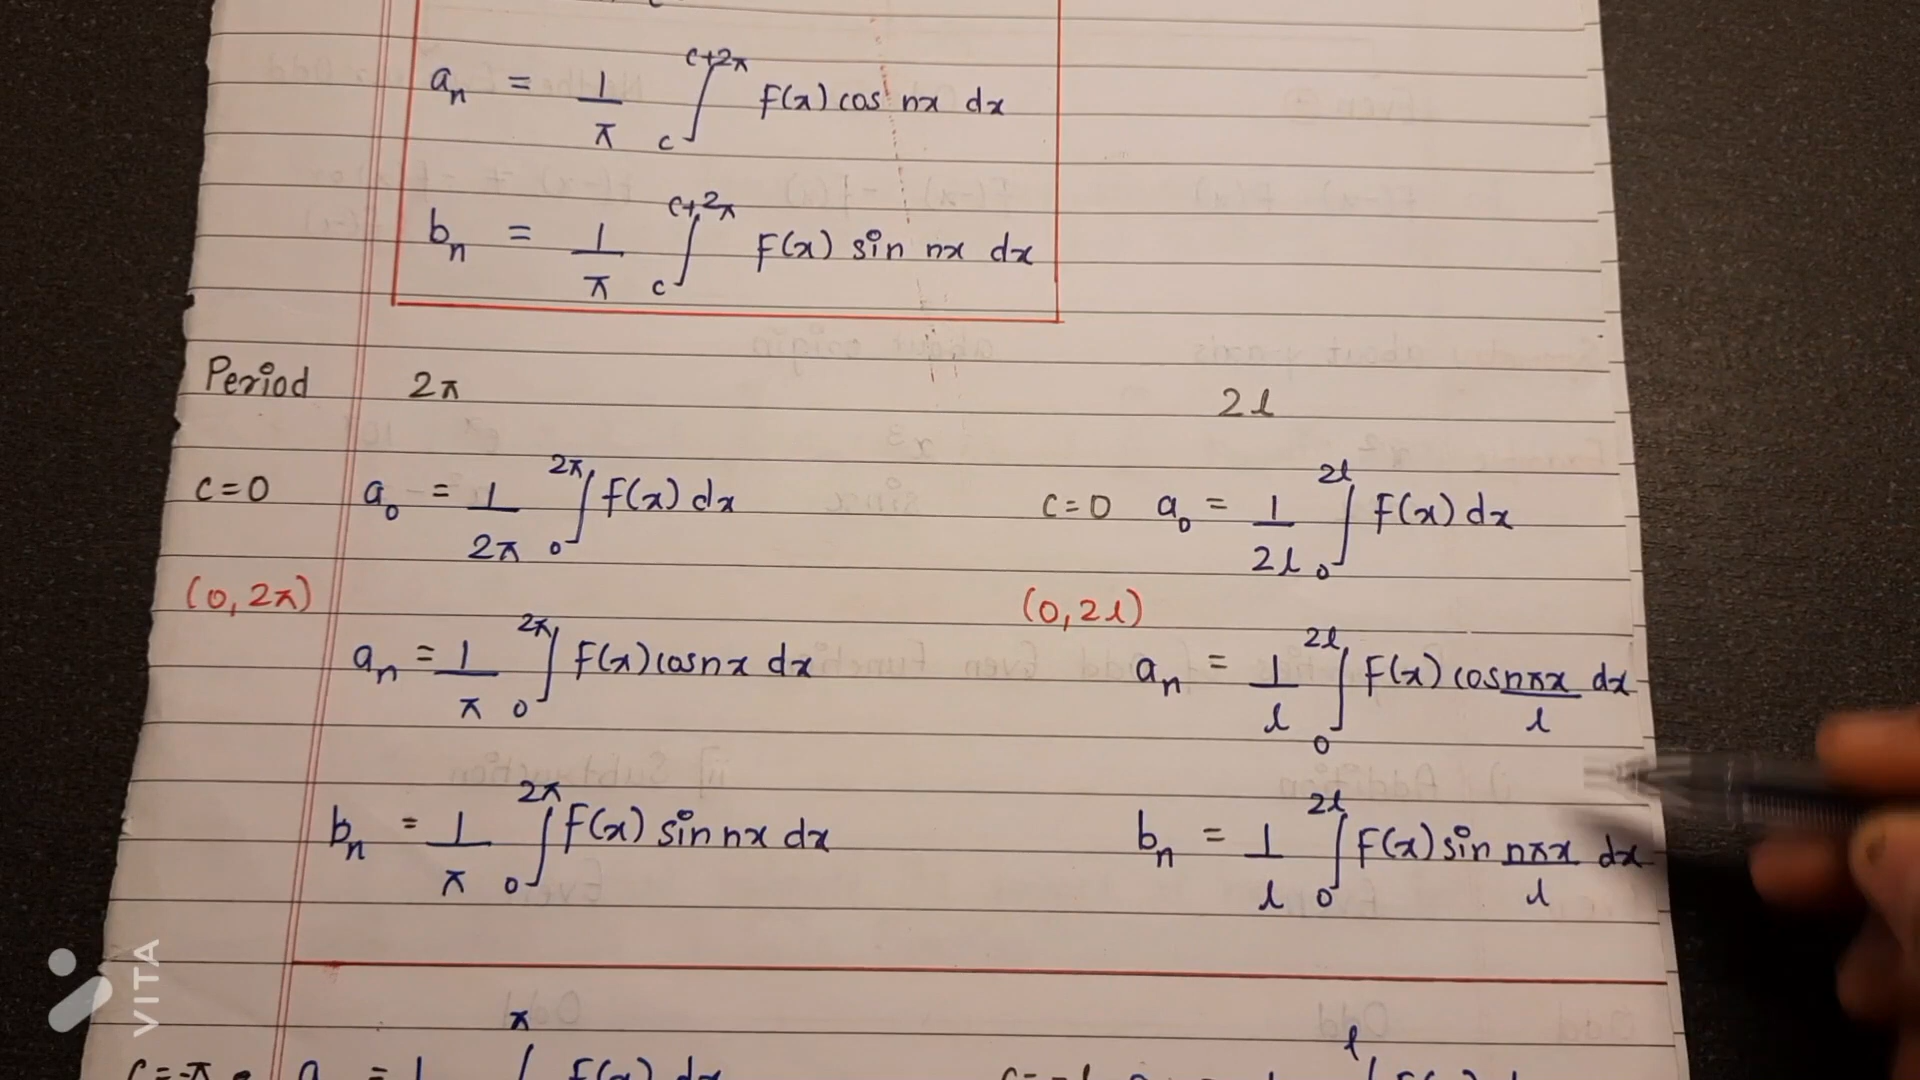 aₙ = 1/π ∫_c^{c+2π} f(x) cos nx dx
bₙ = 1/π ∫_c^{c+2π} f(x) sin nx dx
Period 2π 2l
c=0 a₀ = 1/2π ∫_0^{2π} f(x) dx c=0 a₀ = 1/2l ∫_0^{2l} f(x) dx
(0, 2π) (0, 2l)
aₙ = 1/π ∫_0^{2π} f(x) cos nx dx aₙ = 1/l ∫_0^{2l} f(x) cos nπx/l dx
bₙ = 1/π ∫_0^{2π} f(x) sin nx dx bₙ = 1/l ∫_0^{2l} f(x) sin nπx/l dx
VITA